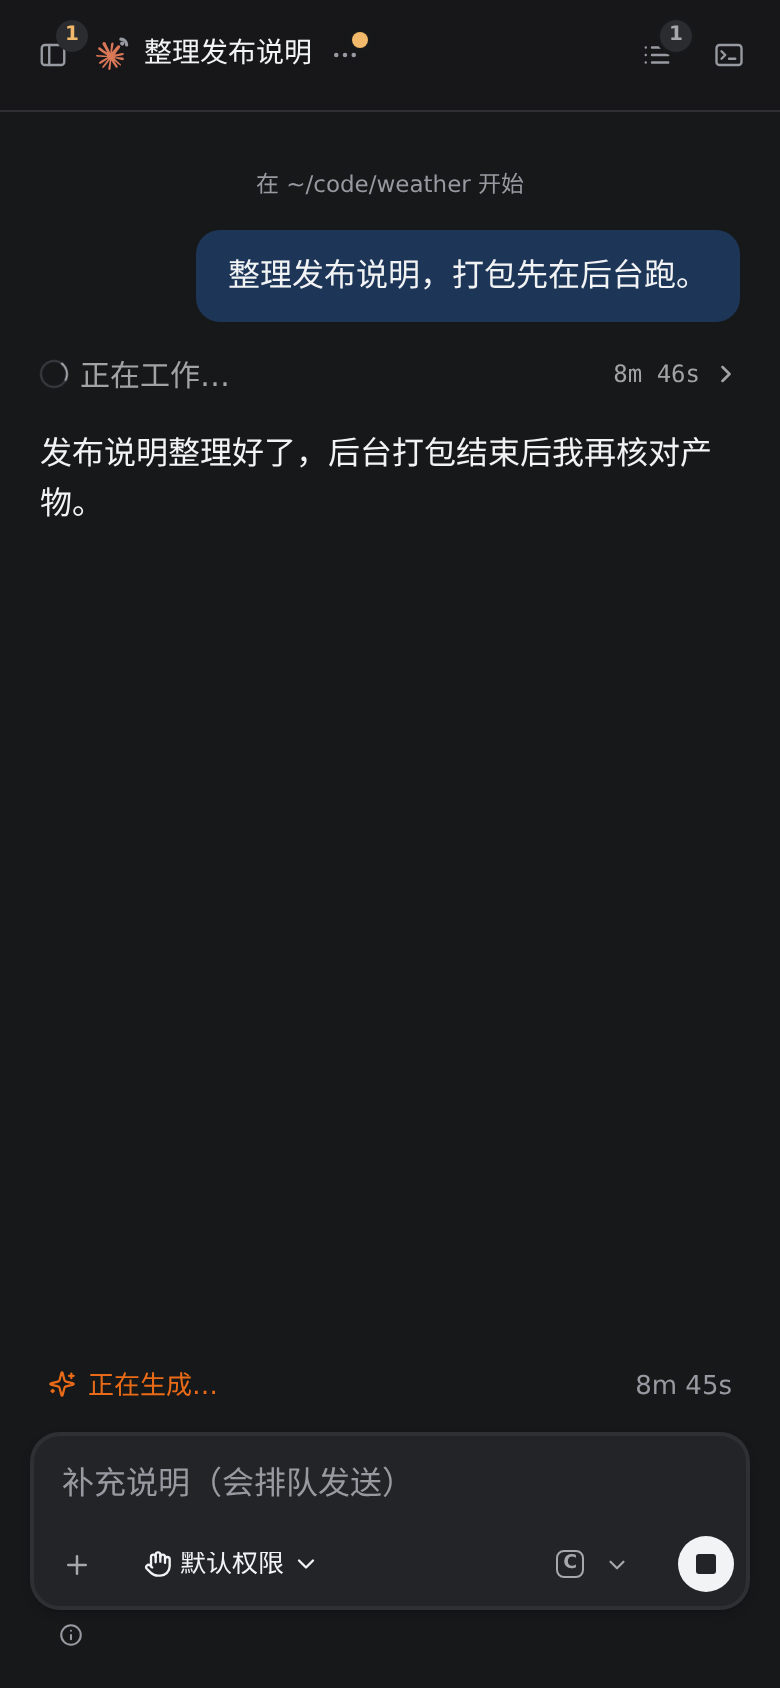 1
整理发布说明
1
在 ~/code/weather 开始
整理发布说明，打包先在后台跑。
正在工作…
8m 46s
发布说明整理好了，后台打包结束后我再核对产
物。
正在生成…
8m 45s
补充说明（会排队发送）
默认权限
C